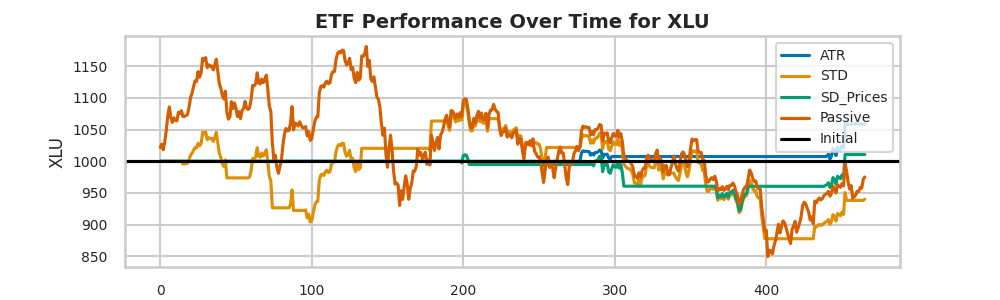 ETF Performance Over Time for XLU
XLU
1150
1100
1050
1000
950
900
850
0
100
200
300
400
ATR
STD
SD_Prices
Passive
Initial